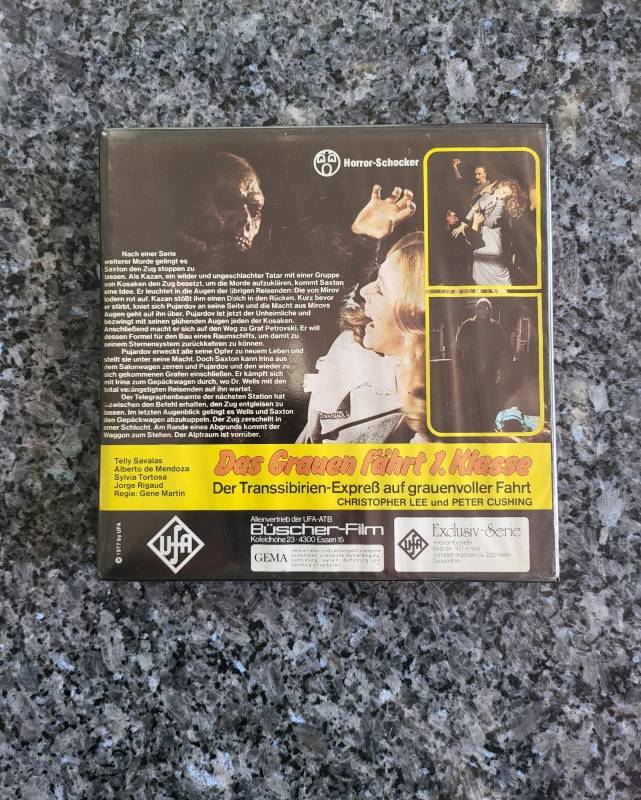 Horror-Schocker
Nach einer Serie
weiterer Morde gelingt es
Saxton den Zug stoppen zu
lassen. Als Kazan, ein wilder und ungeschlachter Tatar mit einer Gruppe
von Kosaken den Zug besetzt, um die Morde aufzuklären, kommt Saxton
eine Idee. Er leuchtet in die Augen der übrigen Reisenden. Die von Mirov
lodern rot auf. Kazan stößt ihm einen Dolch in den Rücken. Kurz bevor
er stirbt, kniet sich Pujardov an seine Seite und die Macht aus Mirovs
Augen geht auf ihn über. Pujardov ist jetzt der Unheimliche und
bezwingt mit seinen glühenden Augen jeden der Kosaken.
Anschließend macht er sich auf den Weg zu Graf Petrovski. Er will
dessen Formel für den Bau eines Raumschiffs, um damit zu
seinem Sternensystem zurückkehren zu können.
Pujardov erweckt alle seine Opfer zu neuem Leben und
stellt sie unter seine Macht. Doch Saxton kann Irina aus
dem Salonwagen zerren und Pujardov und den wieder zu
sich gekommenen Grafen einschließen. Er kämpft sich
mit Irina zum Gepäckwagen durch, wo Dr. Wells mit den
total verängstigten Reisenden auf ihn wartet.
Der Telegraphenbeamte der nächsten Station hat
inzwischen den Befehl erhalten, den Zug entgleisen zu
lassen. Im letzten Augenblick gelingt es Wells und Saxton
den Gepäckwagen abzukuppeln. Der Zug zerschellt in
einer Schlucht. Am Rande eines Abgrunds kommt der
Waggon zum Stehen. Der Alptraum ist vorüber.
Telly Savalas
Alberto de Mendoza
Sylvia Tortosa
Jorge Rigaud
Regie: Gene Martin
Das Grauen Fährt 1. Klasse
Der Transsibirien-Expreß auf grauenvoller Fahrt
CHRISTOPHER LEE und PETER CUSHING
© 1977 by UFA
UFA
Alleinvertrieb der UFA-ATB
Büscher-Film
Kofeldhöhe 23 · 4300 Essen 15
GEMA
UFA
Exclusiv-Serie
»Horror-Expreß«
Best.-Nr. 167 + 168
komplett ergeben ca. 220 Meter
Gesamtfilm